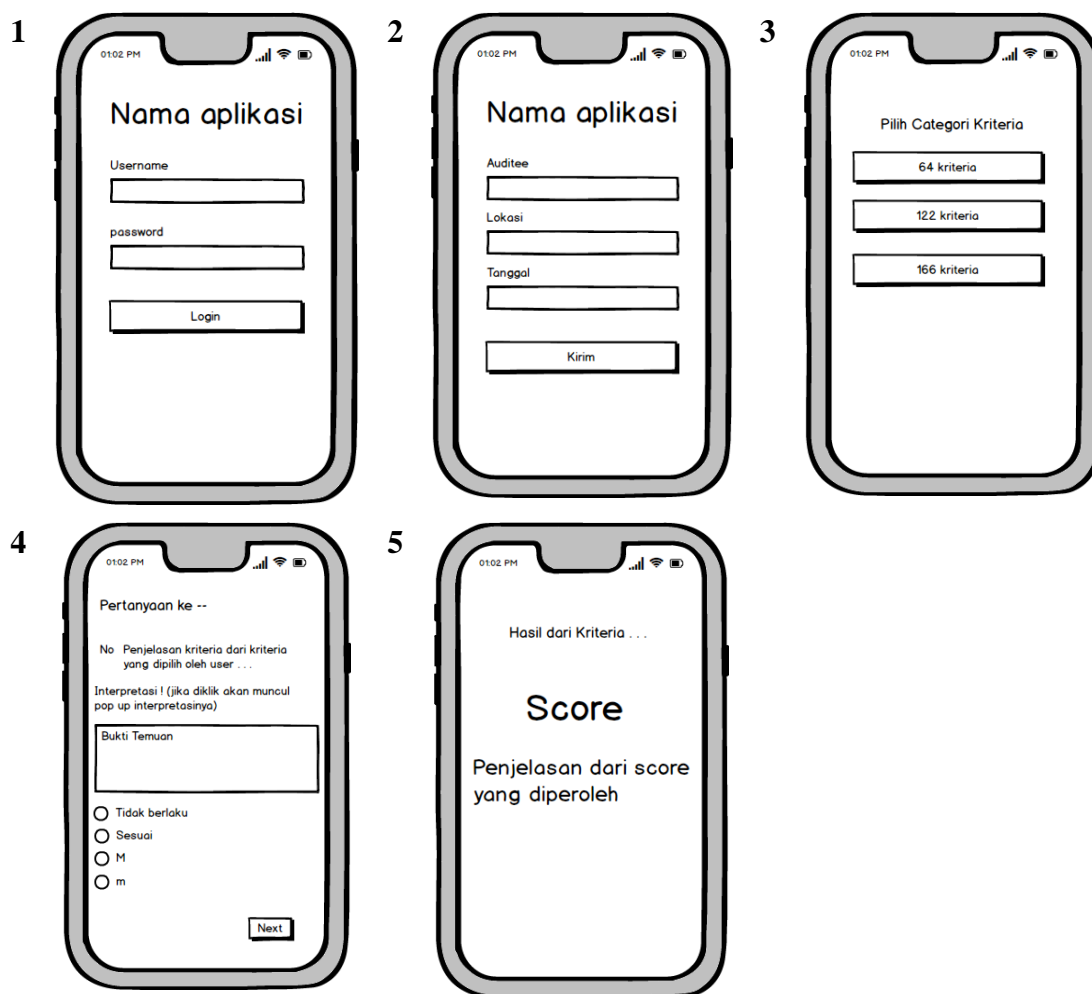 1
01:02 PM
Nama aplikasi
Username
password
Login
2
01:02 PM
Nama aplikasi
Auditee
Lokasi
Tanggal
Kirim
3
01:02 PM
Pilih Categori Kriteria
64 kriteria
122 kriteria
166 kriteria
4
01:02 PM
Pertanyaan ke --
No Penjelasan kriteria dari kriteria
yang dipilih oleh user . . .
Interpretasi ! (jika diklik akan muncul
pop up interpretasinya)
Bukti Temuan
Tidak berlaku
Sesuai
M
m
Next
5
01:02 PM
Hasil dari Kriteria . . .
Score
Penjelasan dari score
yang diperoleh